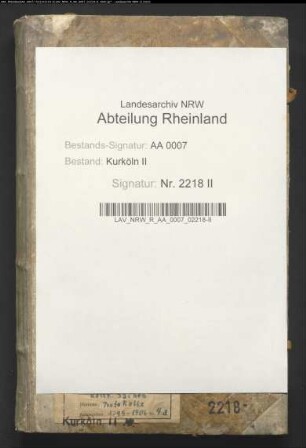 Landesarchiv NRW
Abteilung Rheinland
Bestands-Signatur: AA 0007
Bestand: Kurköln II
Signatur: Nr. 2218 II
LAV_NRW_R_AA_0007_02218-II
2218
Kurköln II